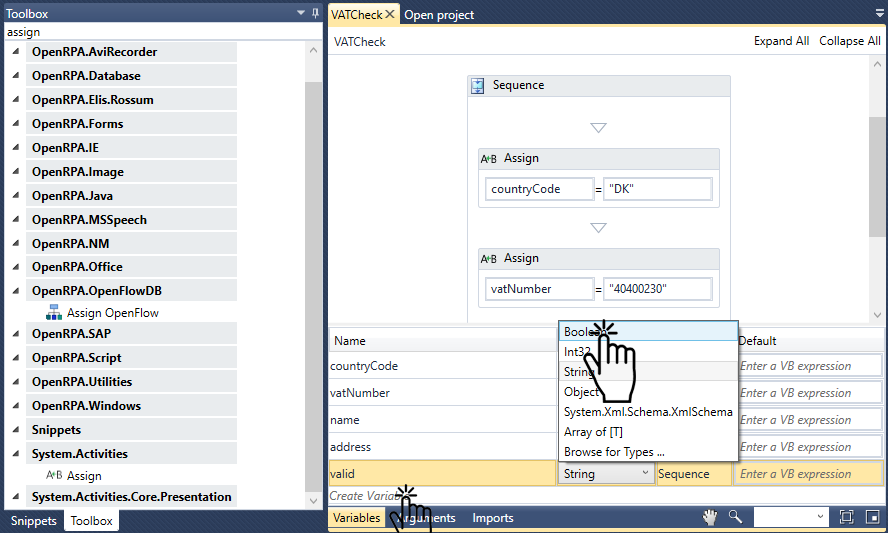 Toolbox
assign
OpenRPA.AviRecorder
OpenRPA.Database
OpenRPA.Elis.Rossum
OpenRPA.Forms
OpenRPA.IE
OpenRPA.Image
OpenRPA.Java
OpenRPA.MSSpeech
OpenRPA.NM
OpenRPA.Office
OpenRPA.OpenFlowDB
Assign OpenFlow
OpenRPA.SAP
OpenRPA.Script
OpenRPA.Utilities
OpenRPA.Windows
Snippets
System.Activities
A+B Assign
System.Activities.Core.Presentation
Snippets Toolbox
VATCheck Open project
VATCheck Expand All Collapse All
Sequence
A+B Assign
countryCode = "DK"
A+B Assign
vatNumber = "40400230"
Name Default
countryCode Enter a VB expression
vatNumber Enter a VB expression
name Enter a VB expression
address Enter a VB expression
valid String Sequence Enter a VB expression
Boolean
Int32
String
Object
System.Xml.Schema.XmlSchema
Array of [T]
Browse for Types ...
Create
Variables Imports